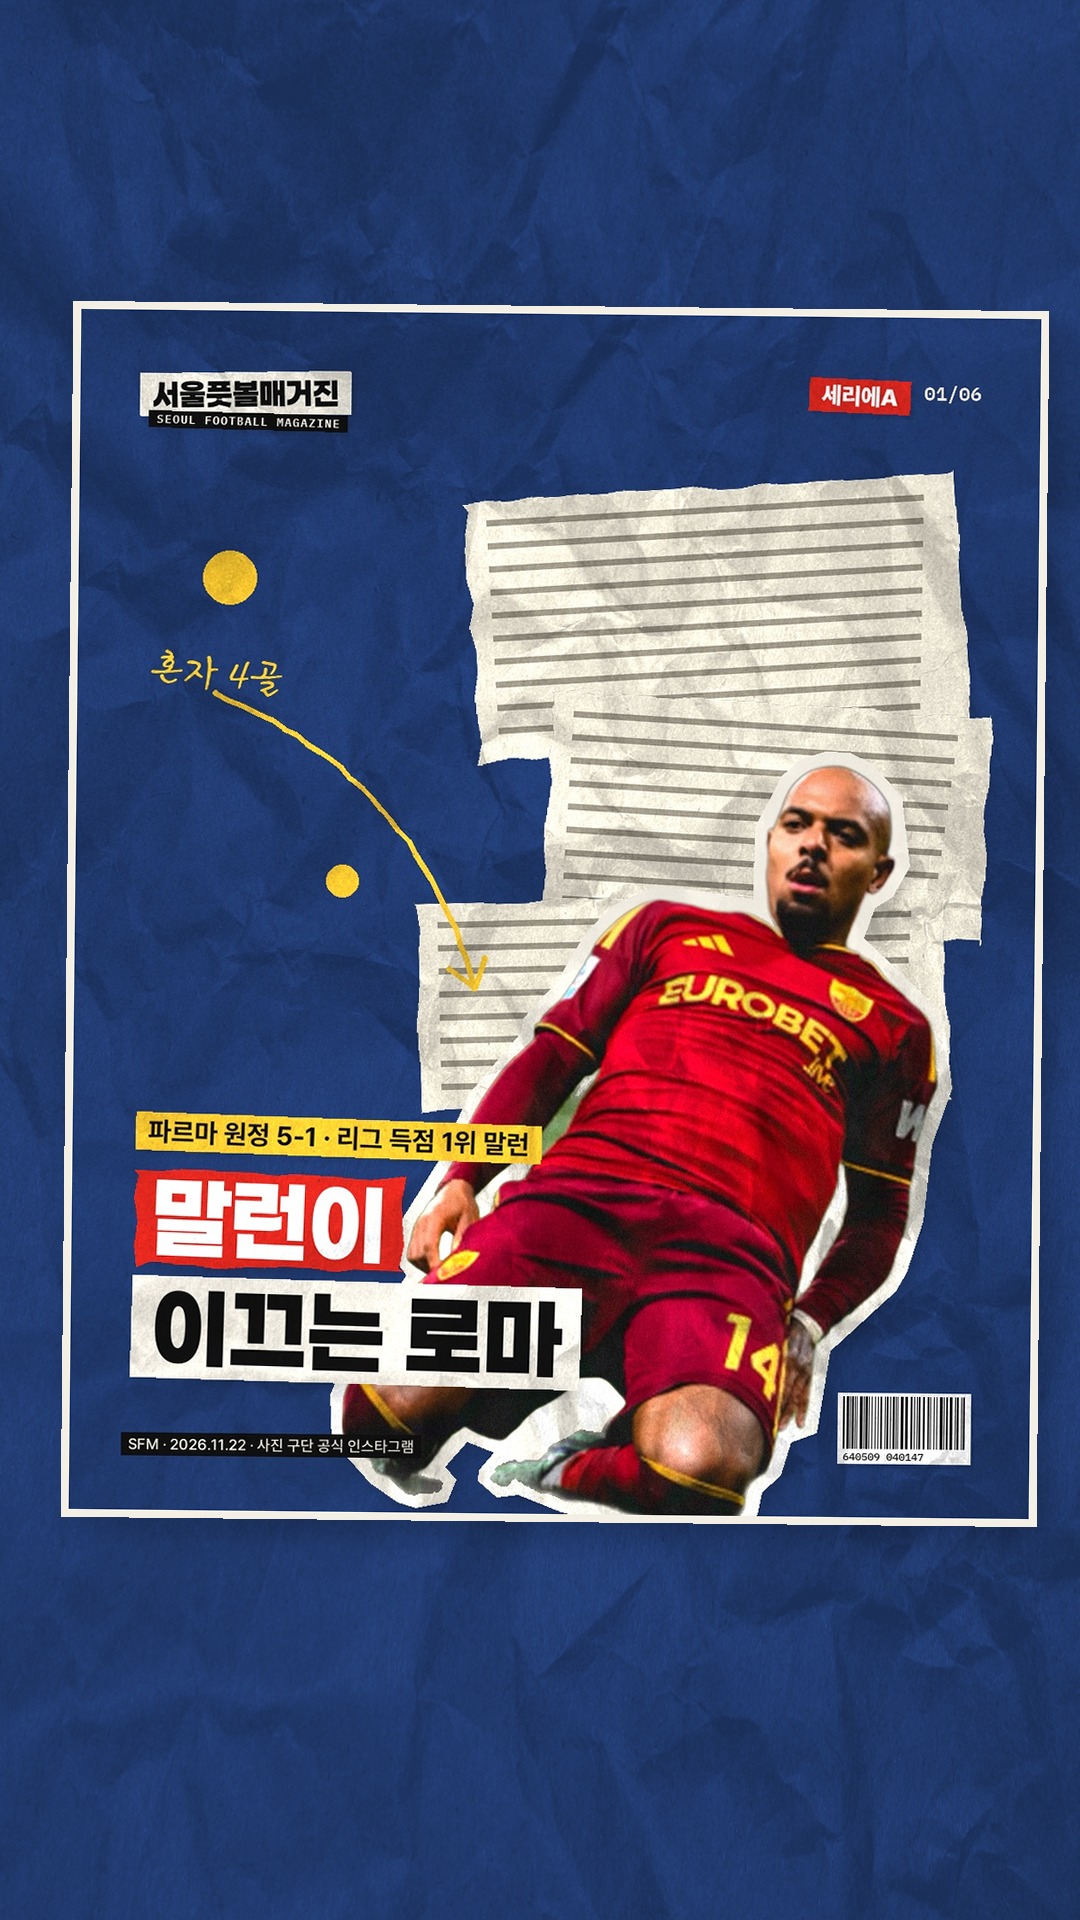 서울풋볼매거진
SEOUL FOOTBALL MAGAZINE
세리에A 01/06
혼자 4골
EUROBET
.live
파르마 원정 5-1 · 리그 득점 1위 말런
말런이
이끄는 로마
14
SFM · 2026.11.22 · 사진 구단 공식 인스타그램
640509 040147